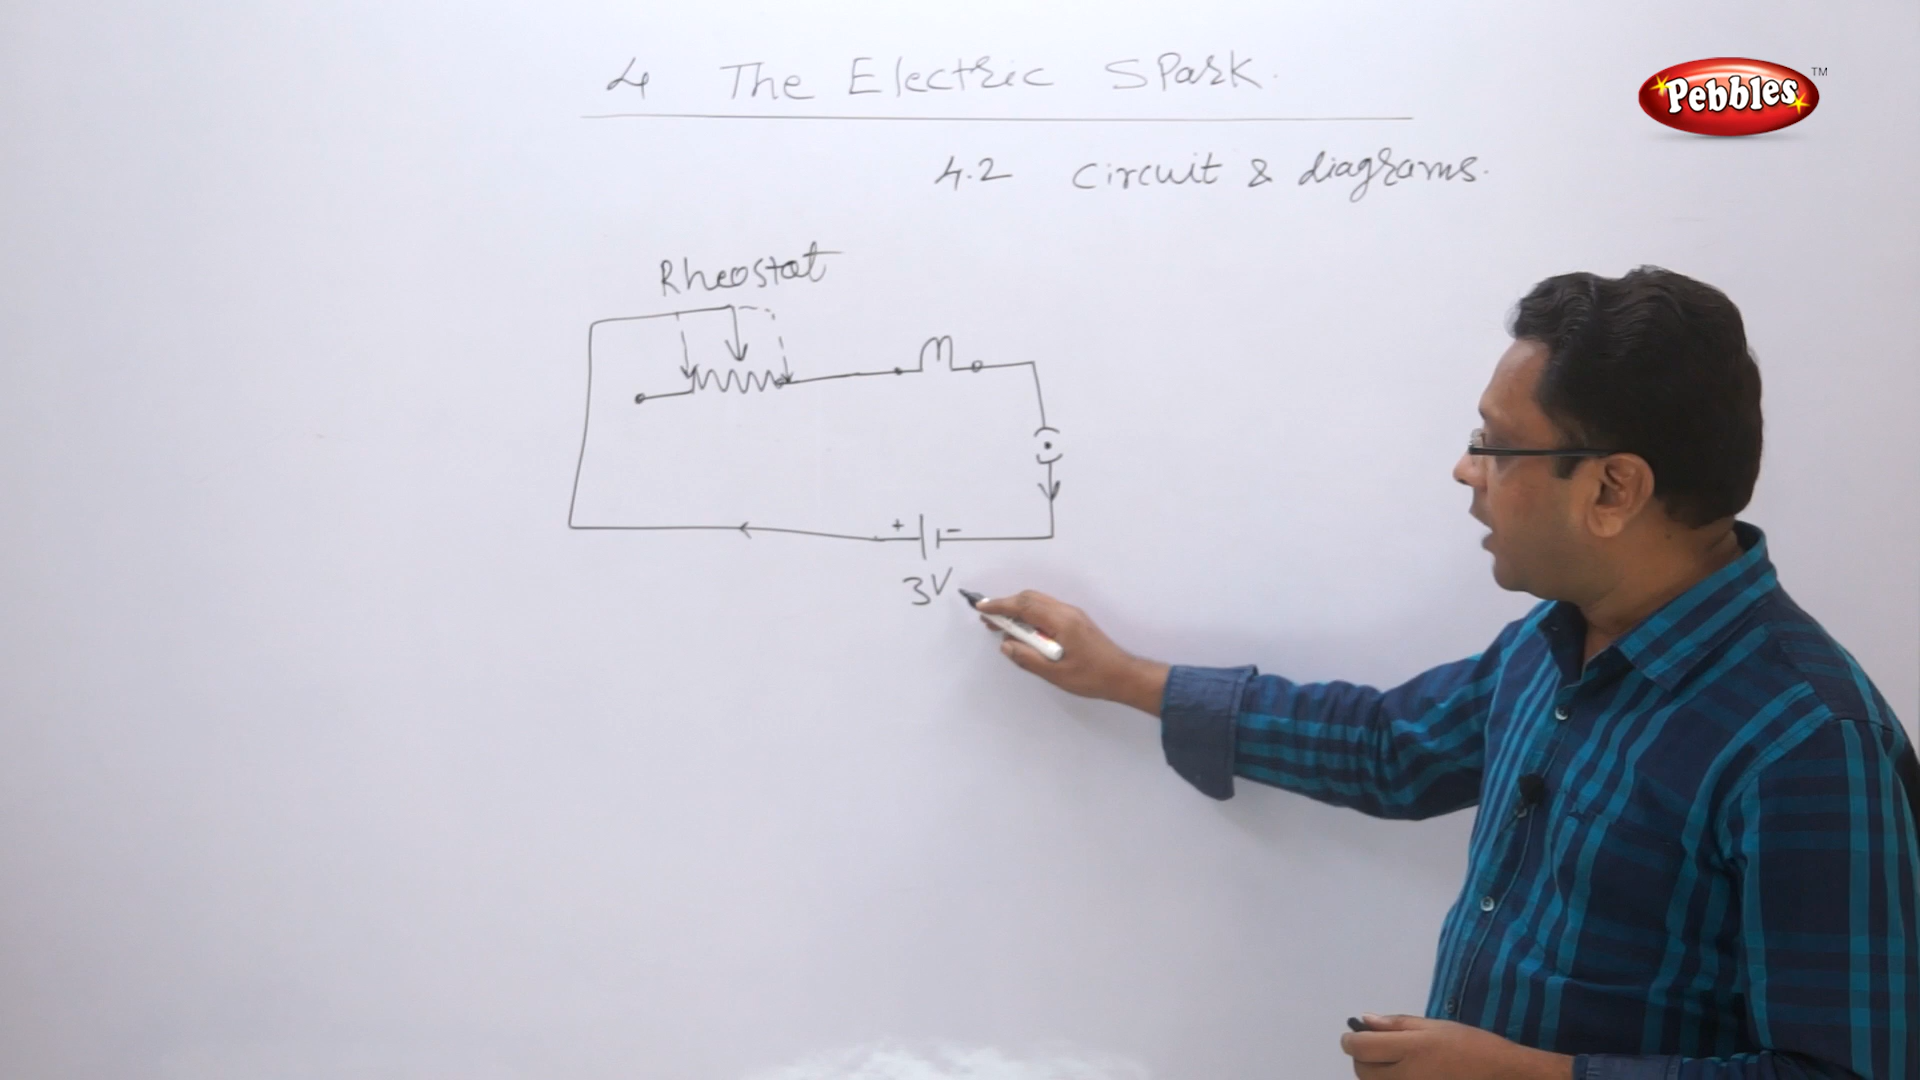 4 The Electric Spark.
Pebbles TM
4.2 Circuit & diagrams.
Rheostat
+ -
3V